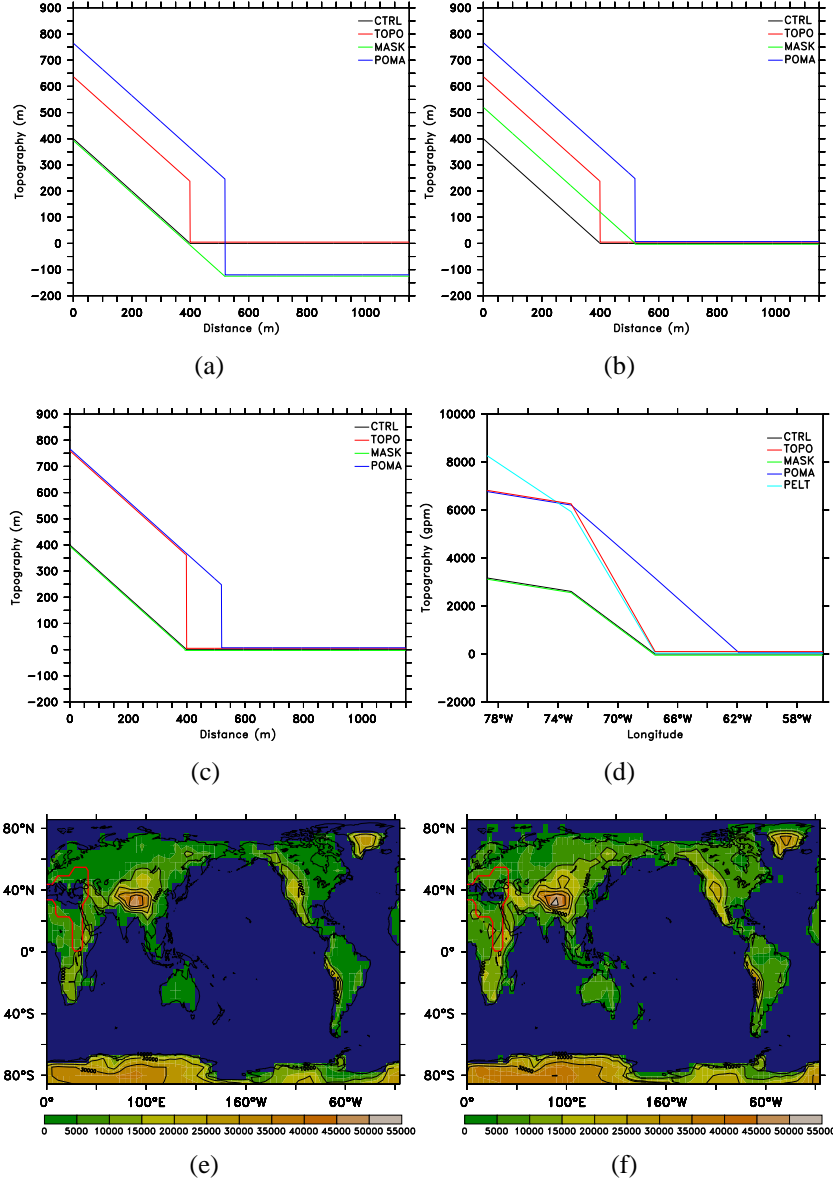 900
800
700
600
500
400
300
200
100
0
−100
−200
Topography (m)
CTRL
TOPO
MASK
POMA
0 200 400 600 800 1000
Distance (m)
(a)
900
800
700
600
500
400
300
200
100
0
−100
−200
Topography (m)
CTRL
TOPO
MASK
POMA
0 200 400 600 800 1000
Distance (m)
(b)
900
800
700
600
500
400
300
200
100
0
−100
−200
Topography (m)
CTRL
TOPO
MASK
POMA
0 200 400 600 800 1000
Distance (m)
(c)
10000
8000
6000
4000
2000
0
−2000
Topography (gpm)
CTRL
TOPO
MASK
POMA
PELT
78°W 74°W 70°W 66°W 62°W 58°W
Longitude
(d)
80°N
40°N
0°
40°S
80°S
0° 100°E 160°W 60°W
0 5000 10000 15000 20000 25000 30000 35000 40000 45000 50000 55000
(e)
80°N
40°N
0°
40°S
80°S
0° 100°E 160°W 60°W
0 5000 10000 15000 20000 25000 30000 35000 40000 45000 50000 55000
(f)